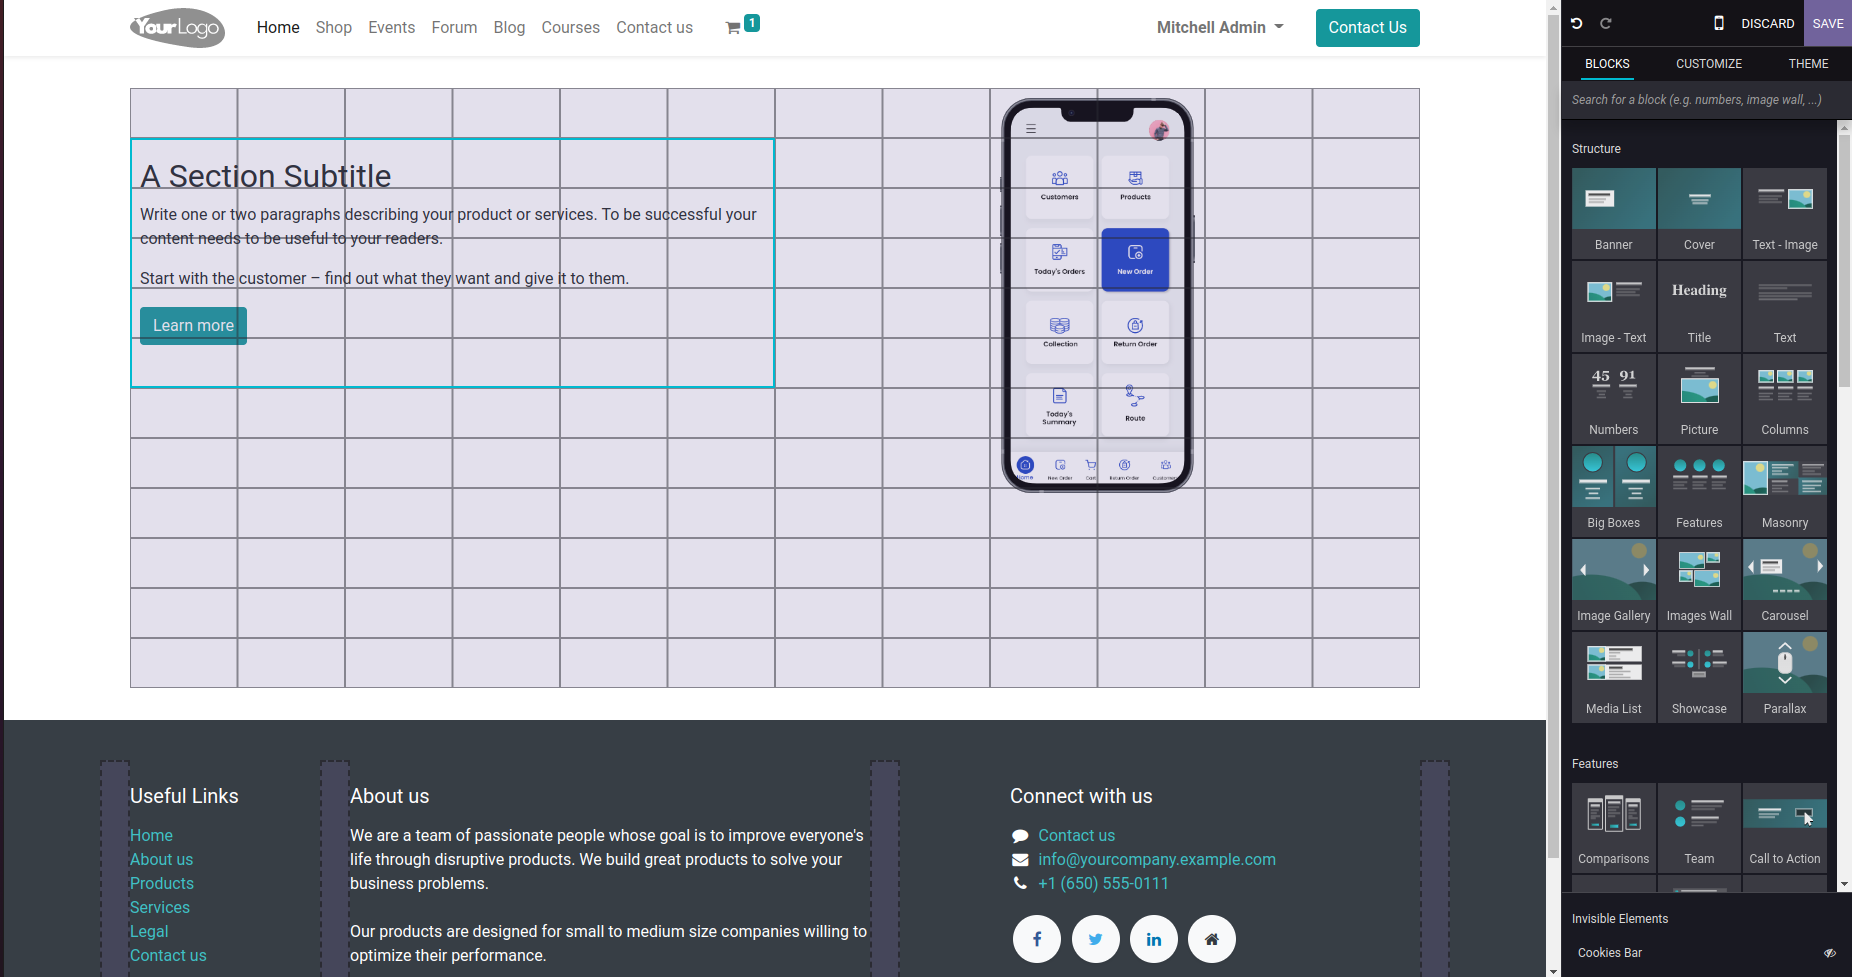 YourLogo
Home Shop Events Forum Blog Courses Contact us 1 Mitchell Admin Contact Us
DISCARD SAVE
BLOCKS CUSTOMIZE THEME
Search for a block (e.g. numbers, image wall, ...)
A Section Subtitle
Write one or two paragraphs describing your product or services. To be successful your
content needs to be useful to your readers.
Start with the customer – find out what they want and give it to them.
Learn more
Customers Products
Today's Orders New Order
Collection Return Order
Today's
Summary
Route
Home New Order Cart Return Order Customer
Structure
Banner Cover Text - Image
Heading
Image - Text Title Text
45 91
Numbers Picture Columns
Big Boxes Features Masonry
Image Gallery Images Wall Carousel
Media List Showcase Parallax
Features
Comparisons Team Call to Action
Invisible Elements
Cookies Bar
Useful Links
Home
About us
Products
Services
Legal
Contact us
About us
We are a team of passionate people whose goal is to improve everyone's
life through disruptive products. We build great products to solve your
business problems.
Our products are designed for small to medium size companies willing to
optimize their performance.
Connect with us
Contact us
info@yourcompany.example.com
+1 (650) 555-0111